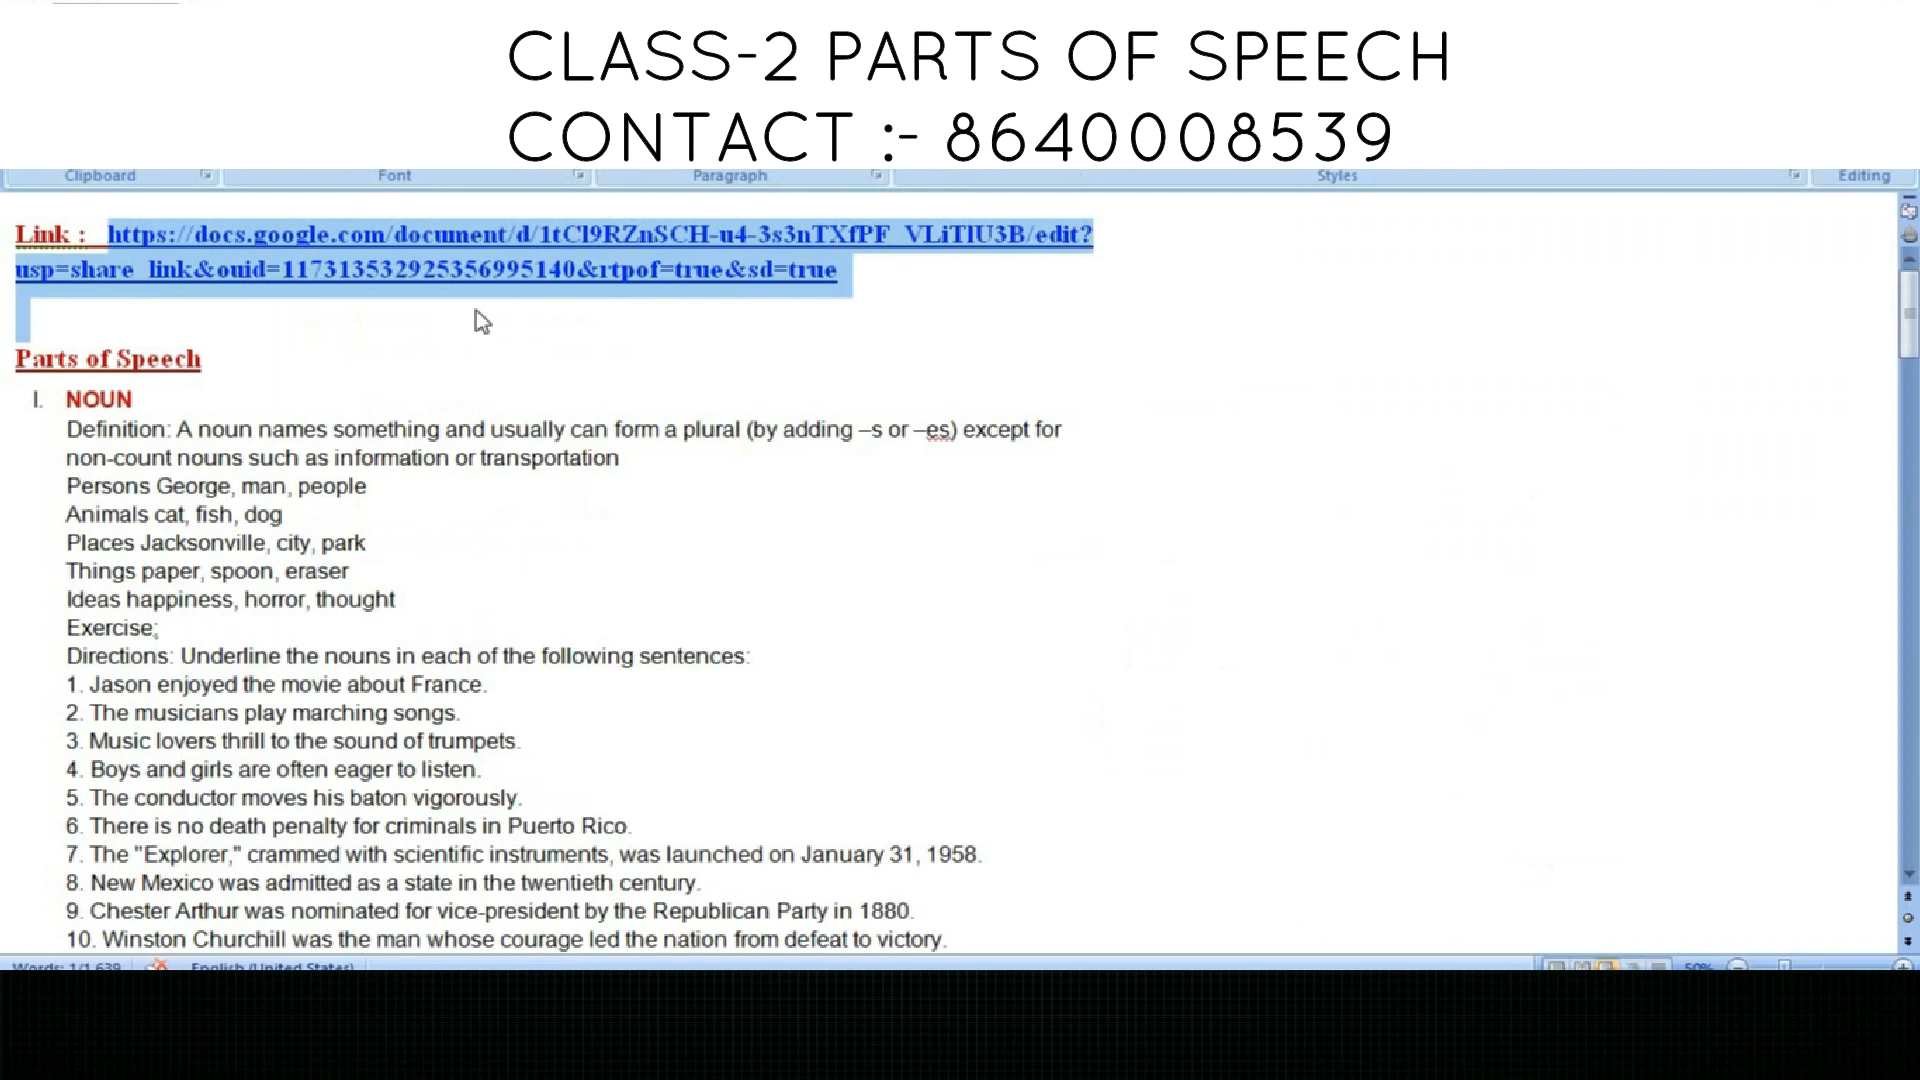 CLASS-2 PARTS OF SPEECH
CONTACT :- 8640008539
Clipboard Font Paragraph Styles Editing
Link : https://docs.google.com/document/d/1tCl9RZnSCH-u4-3s3nTXfPF_VLiTlU3B/edit?
usp=share_link&ouid=117313532925356995140&rtpof=true&sd=true
Parts of Speech
I. NOUN
Definition: A noun names something and usually can form a plural (by adding –s or –es) except for
non-count nouns such as information or transportation
Persons George, man, people
Animals cat, fish, dog
Places Jacksonville, city, park
Things paper, spoon, eraser
Ideas happiness, horror, thought
Exercise;
Directions: Underline the nouns in each of the following sentences:
1. Jason enjoyed the movie about France.
2. The musicians play marching songs.
3. Music lovers thrill to the sound of trumpets.
4. Boys and girls are often eager to listen.
5. The conductor moves his baton vigorously.
6. There is no death penalty for criminals in Puerto Rico.
7. The "Explorer," crammed with scientific instruments, was launched on January 31, 1958.
8. New Mexico was admitted as a state in the twentieth century.
9. Chester Arthur was nominated for vice-president by the Republican Party in 1880.
10. Winston Churchill was the man whose courage led the nation from defeat to victory.
Words: 1/1,639 English (United States) 50%